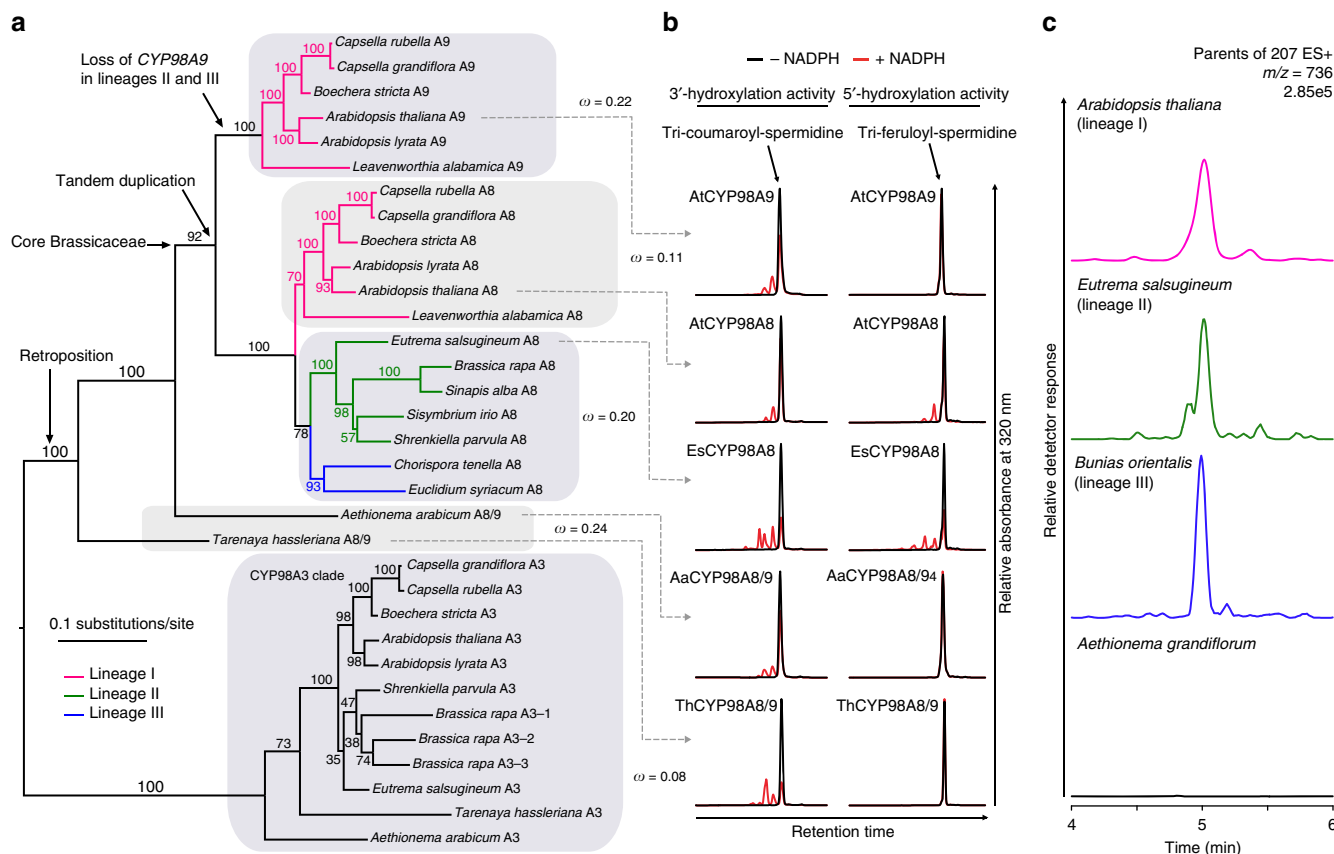 a
Loss of CYP98A9
in lineages II and III
Tandem duplication
Core Brassicaceae
Retroposition
Capsella rubella A9
Capsella grandiflora A9
Boechera stricta A9
Arabidopsis thaliana A9
Arabidopsis lyrata A9
Leavenworthia alabamica A9
100
100
100
100
100
ω = 0.22
92
Capsella rubella A8
Capsella grandiflora A8
Boechera stricta A8
Arabidopsis lyrata A8
Arabidopsis thaliana A8
Leavenworthia alabamica A8
100
100
100
70
93
ω = 0.11
100
Eutrema salsugineum A8
Brassica rapa A8
Sinapis alba A8
Sisymbrium irio A8
Shrenkiella parvula A8
Chorispora tenella A8
Euclidium syriacum A8
100
100
98
57
78
93
ω = 0.20
100
100
Aethionema arabicum A8/9
Tarenaya hassleriana A8/9
ω = 0.24
CYP98A3 clade
Capsella grandiflora A3
Capsella rubella A3
Boechera stricta A3
Arabidopsis thaliana A3
Arabidopsis lyrata A3
Shrenkiella parvula A3
Brassica rapa A3–1
Brassica rapa A3–2
Brassica rapa A3–3
Eutrema salsugineum A3
Tarenaya hassleriana A3
Aethionema arabicum A3
100
100
98
98
100
47
38
74
35
73
100
ω = 0.08
0.1 substitutions/site
Lineage I
Lineage II
Lineage III
b
– NADPH
+ NADPH
3′-hydroxylation activity
5′-hydroxylation activity
Tri-coumaroyl-spermidine
Tri-feruloyl-spermidine
AtCYP98A9
AtCYP98A9
AtCYP98A8
AtCYP98A8
EsCYP98A8
EsCYP98A8
AaCYP98A8/9
AaCYP98A8/94
ThCYP98A8/9
ThCYP98A8/9
Relative absorbance at 320 nm
Retention time
c
Parents of 207 ES+
m/z = 736
2.85e5
Arabidopsis thaliana
(lineage I)
Eutrema salsugineum
(lineage II)
Bunias orientalis
(lineage III)
Aethionema grandiflorum
Relative detetctor response
4
5
6
Time (min)